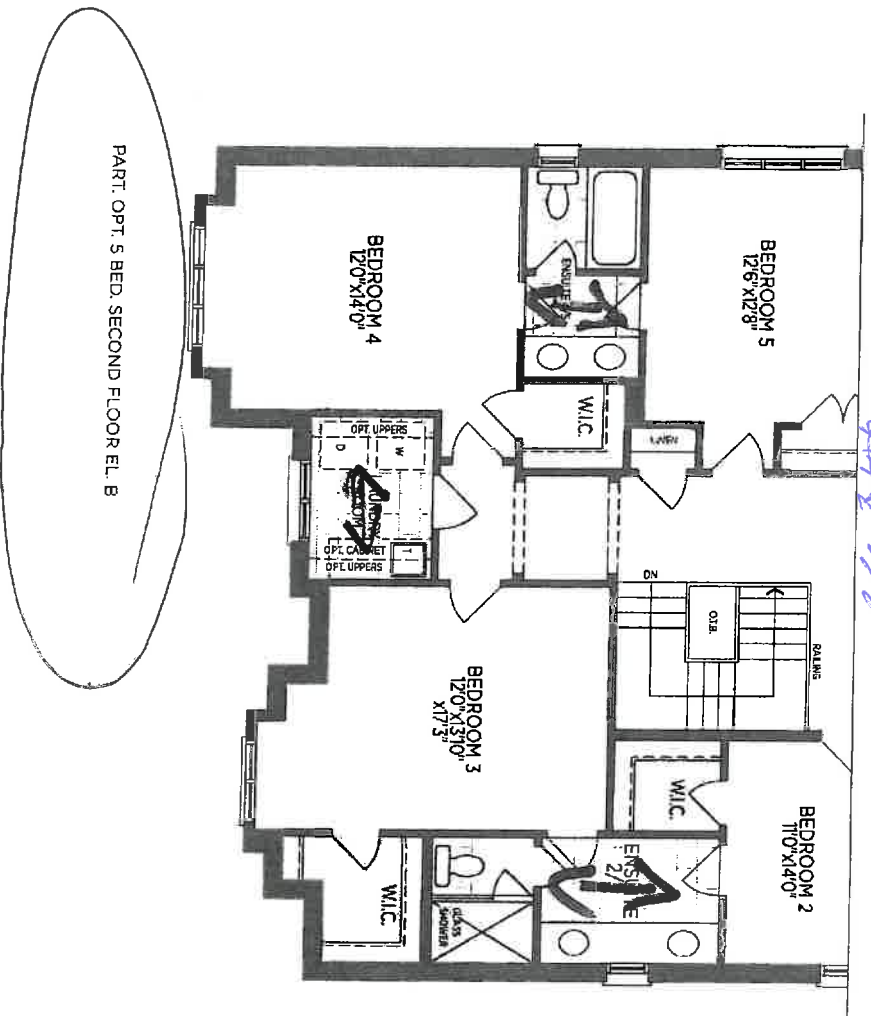 PART. OPT. 5 BED. SECOND FLOOR EL. B
BEDROOM 5
12'6"x12'8"
BEDROOM 4
12'0"x14'0"
W.I.C.
OPT. UPPERS
W
D
OPT. CABINET
OPT. UPPERS
T
DN
O.T.B.
RAILING
BEDROOM 3
12'0"x13'10"
x17'3"
W.I.C.
BEDROOM 2
11'0"x14'0"
W.I.C.
GLASS
SHOWER